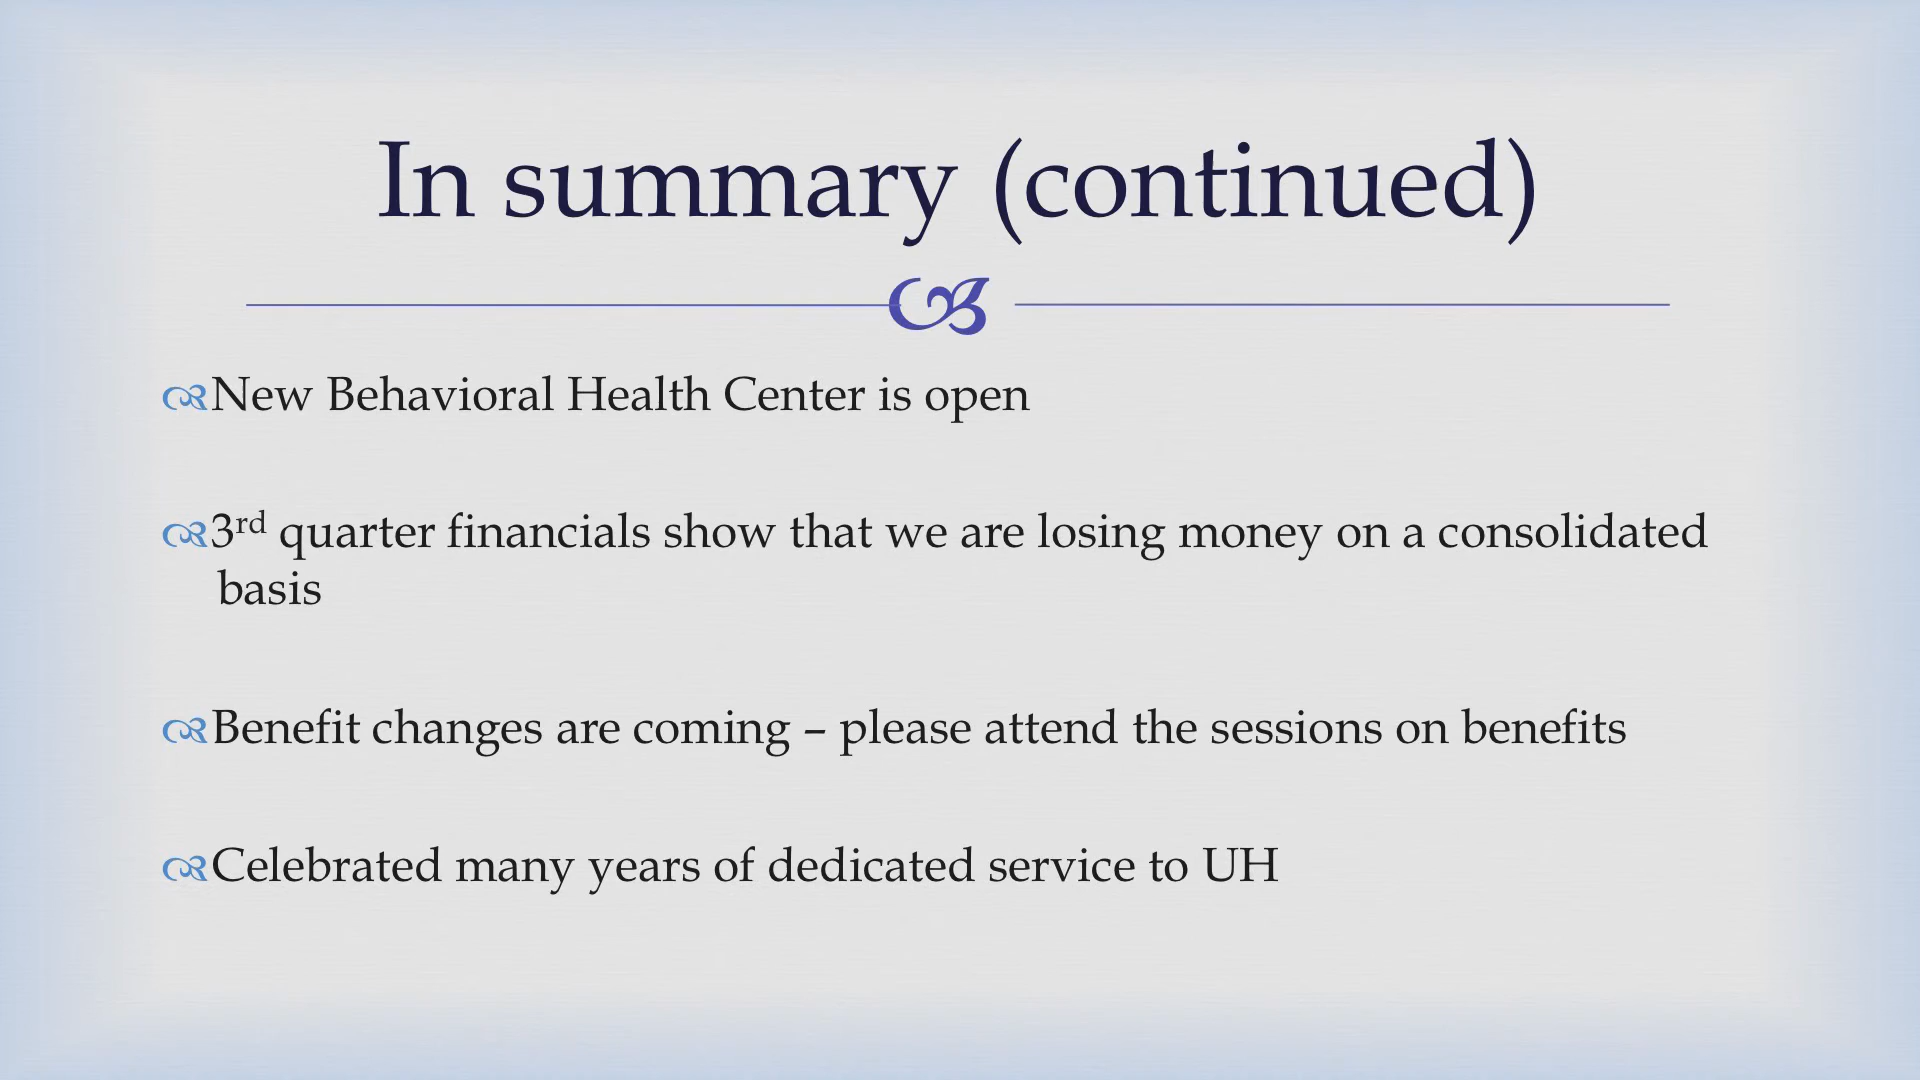 In summary (continued)
New Behavioral Health Center is open
3rd quarter financials show that we are losing money on a consolidated
basis
Benefit changes are coming – please attend the sessions on benefits
Celebrated many years of dedicated service to UH